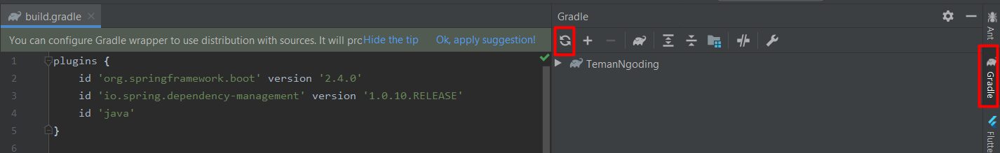 build.gradle
You can configure Gradle wrapper to use distribution with sources. It will prc Hide the tip Ok, apply suggestion!
1 plugins {
2 id 'org.springframework.boot' version '2.4.0'
3 id 'io.spring.dependency-management' version '1.0.10.RELEASE'
4 id 'java'
5 }
6
Gradle
TemanNgoding
Ant
Gradle
Flutte